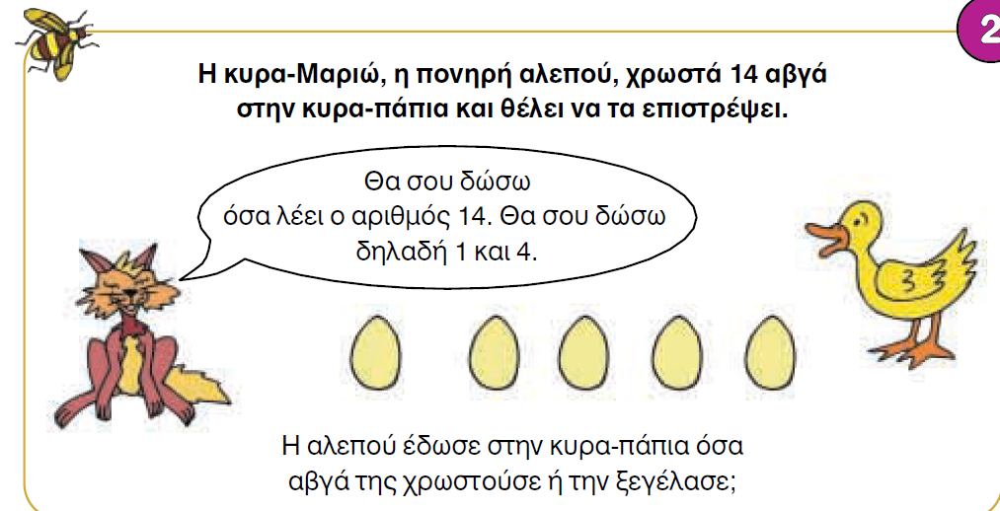 2
Η κυρα-Μαριώ, η πονηρή αλεπού, χρωστά 14 αβγά
στην κυρα-πάπια και θέλει να τα επιστρέψει.
Θα σου δώσω
όσα λέει ο αριθμός 14. Θα σου δώσω
δηλαδή 1 και 4.
Η αλεπού έδωσε στην κυρα-πάπια όσα
αβγά της χρωστούσε ή την ξεγέλασε;